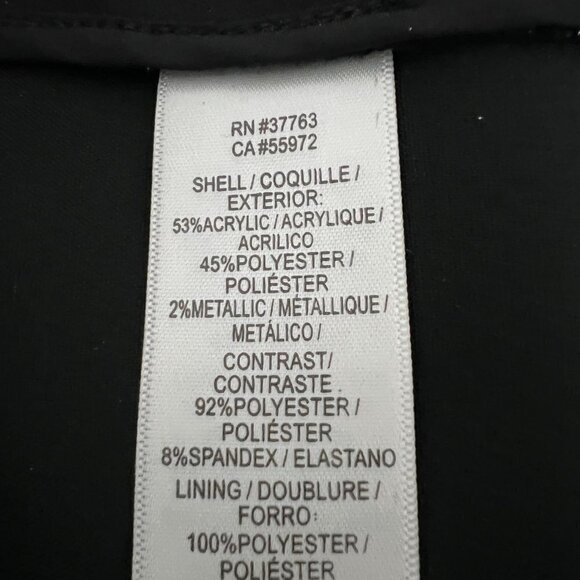 RN #37763
CA#55972
SHELL / COQUILLE /
EXTERIOR:
53%ACRYLIC / ACRYLIQUE /
ACRILICO
45%POLYESTER /
POLIÉSTER
2%METALLIC / MÉTALLIQUE /
METÁLICO /
CONTRAST/
CONTRASTE
92%POLYESTER /
POLIÉSTER
8%SPANDEX / ELASTANO
LINING / DOUBLURE /
FORRO:
100%POLYESTER /
POLIÉSTER